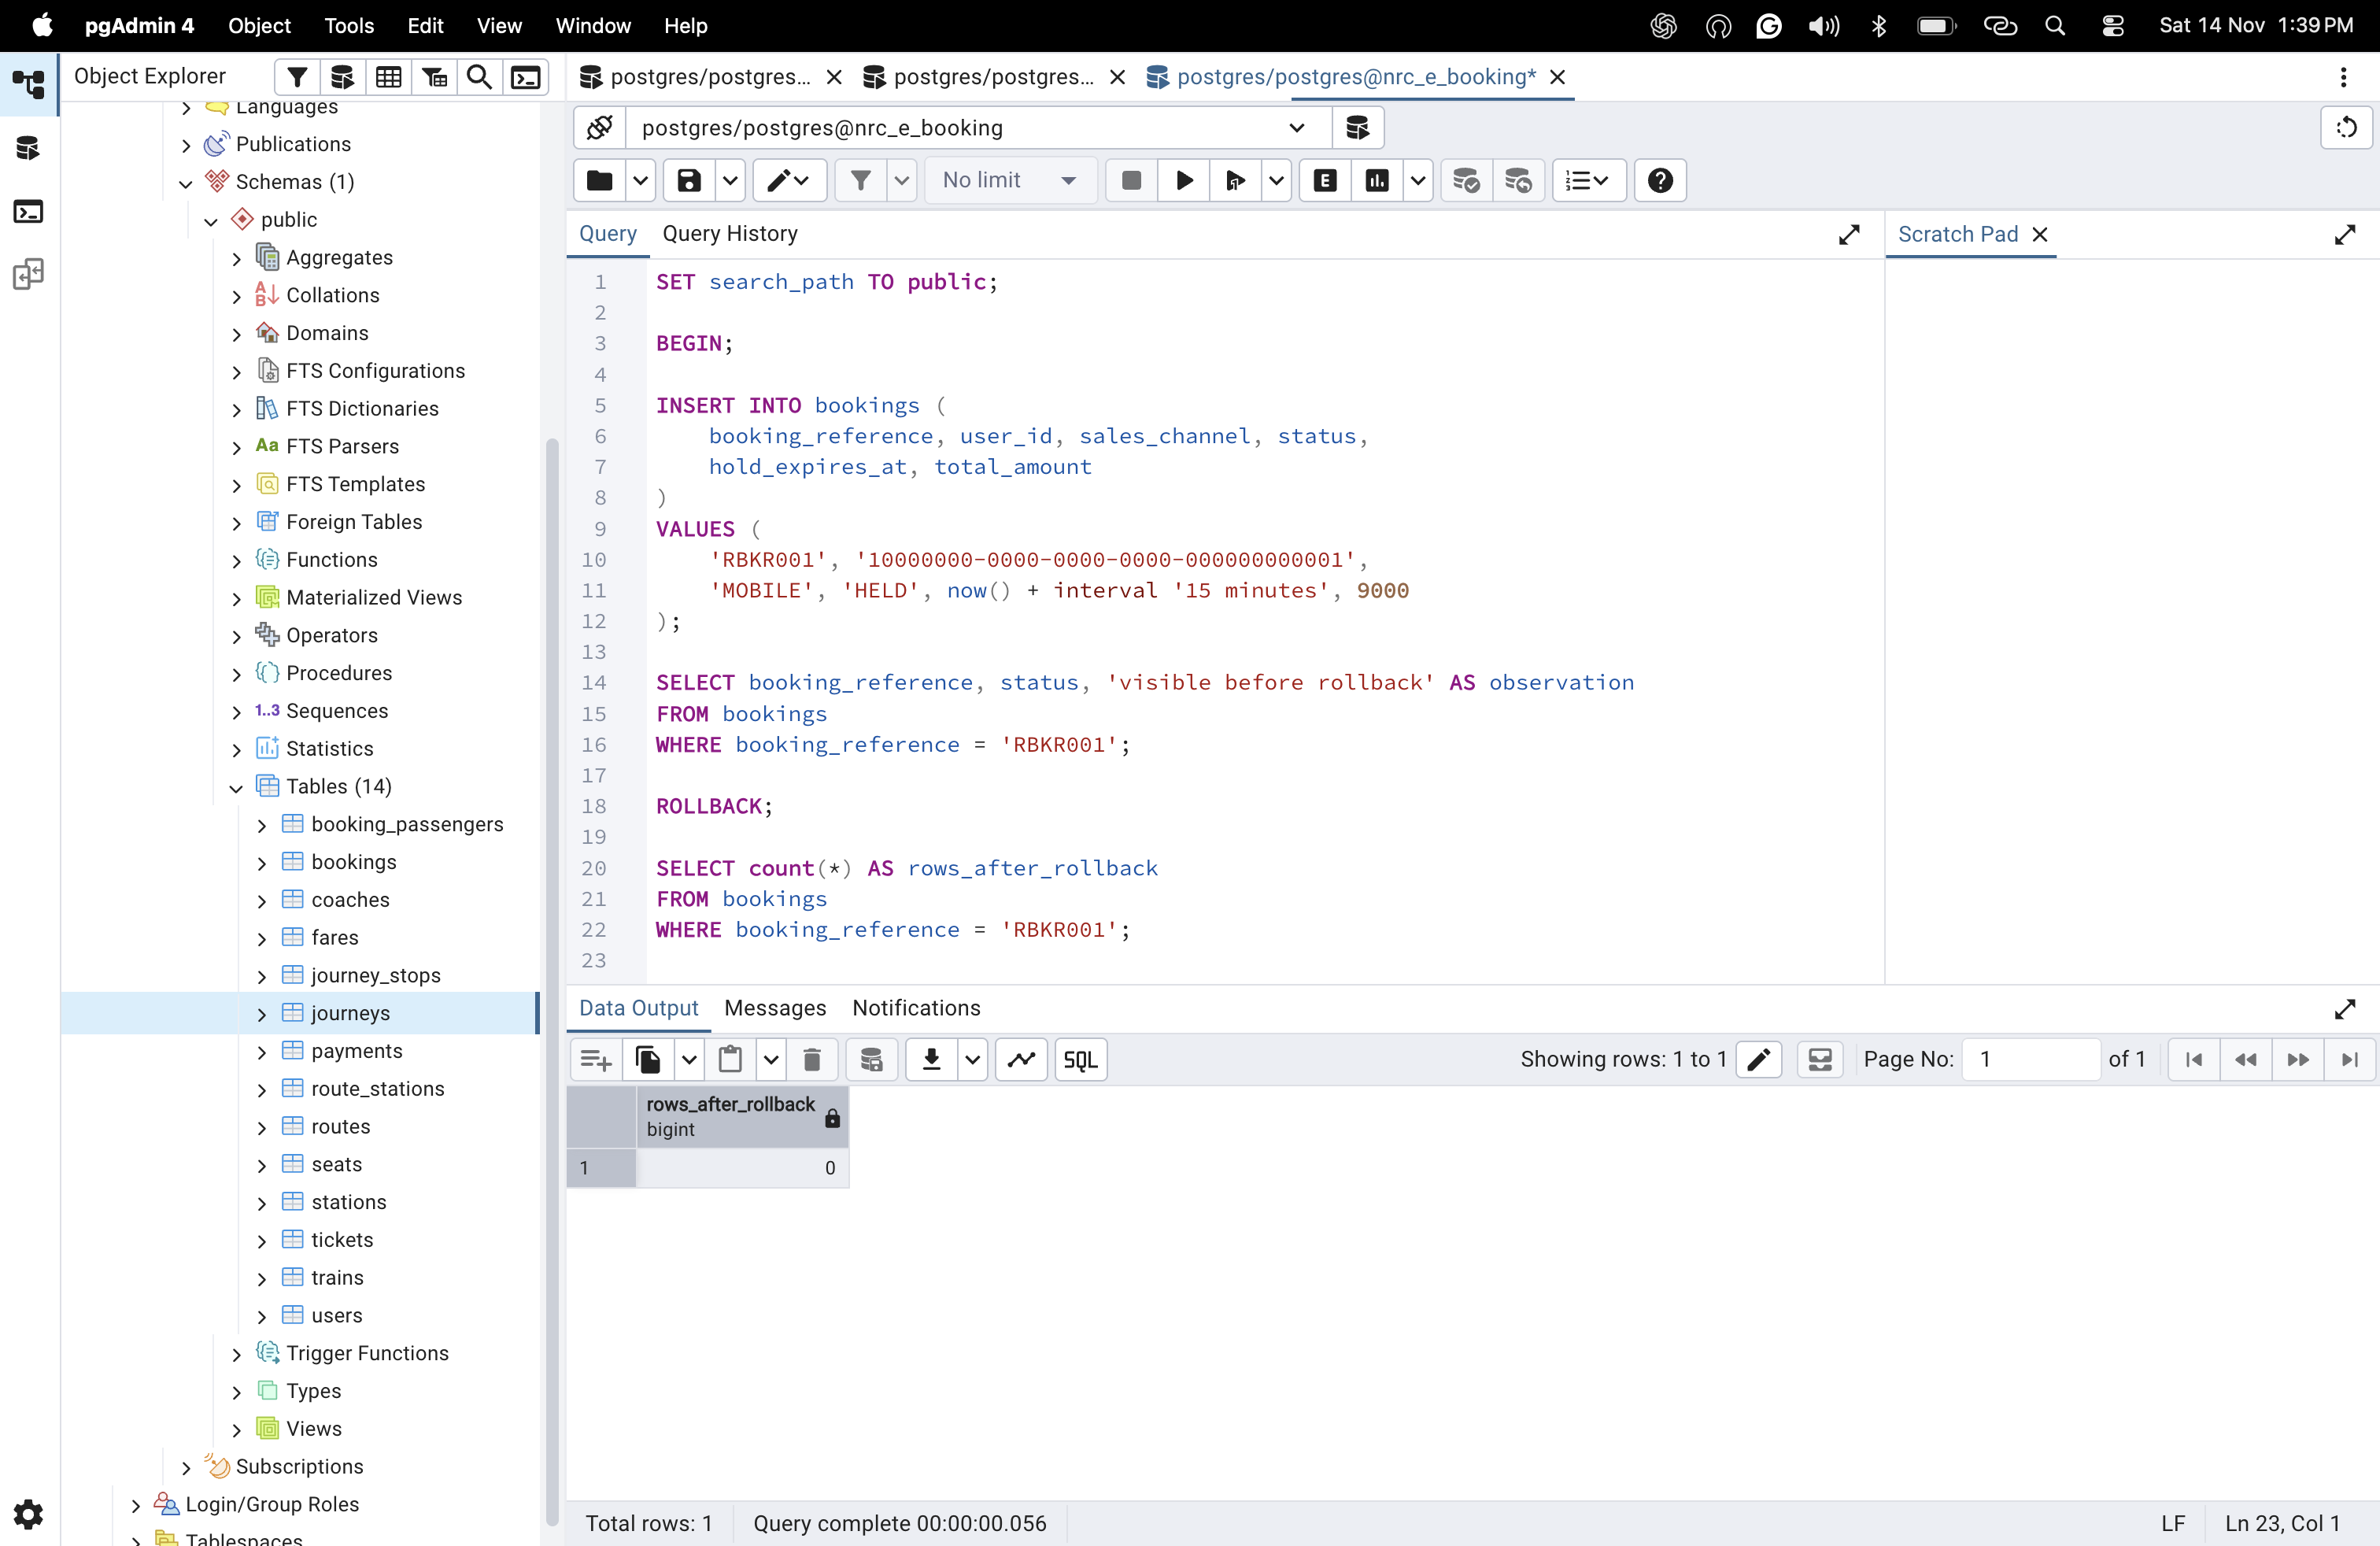 pgAdmin 4 Object Tools Edit View Window Help Sat 14 Nov 1:39 PM
Object Explorer
postgres/postgres... postgres/postgres... postgres/postgres@nrc_e_booking*
Languages
Publications
Schemas (1)
public
Aggregates
Collations
Domains
FTS Configurations
FTS Dictionaries
Aa FTS Parsers
FTS Templates
Foreign Tables
Functions
Materialized Views
Operators
Procedures
1..3 Sequences
Statistics
Tables (14)
booking_passengers
bookings
coaches
fares
journey_stops
journeys
payments
route_stations
routes
seats
stations
tickets
trains
users
Trigger Functions
Types
Views
Subscriptions
Login/Group Roles
Tablespaces
postgres/postgres@nrc_e_booking
No limit E
Query Query History
Scratch Pad
1 SET search_path TO public;
2
3 BEGIN;
4
5 INSERT INTO bookings (
6 booking_reference, user_id, sales_channel, status,
7 hold_expires_at, total_amount
8 )
9 VALUES (
10 'RBKR001', '10000000-0000-0000-0000-000000000001',
11 'MOBILE', 'HELD', now() + interval '15 minutes', 9000
12 );
13
14 SELECT booking_reference, status, 'visible before rollback' AS observation
15 FROM bookings
16 WHERE booking_reference = 'RBKR001';
17
18 ROLLBACK;
19
20 SELECT count(*) AS rows_after_rollback
21 FROM bookings
22 WHERE booking_reference = 'RBKR001';
23
Data Output Messages Notifications
SQL Showing rows: 1 to 1 Page No: 1 of 1
rows_after_rollback
bigint
1 0
Total rows: 1 Query complete 00:00:00.056 LF Ln 23, Col 1